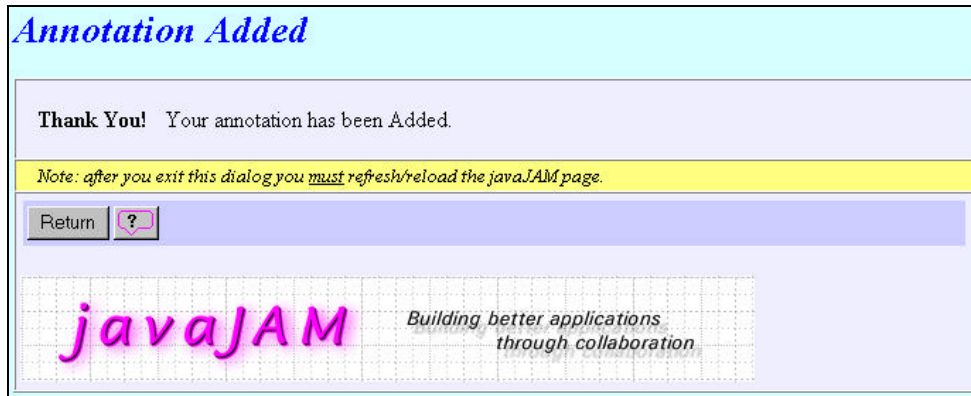 Annotation Added
Thank You! Your annotation has been Added.
Note: after you exit this dialog you must refresh/reload the javaJAM page.
Return ?
javaJAM
Building better applications
through collaboration